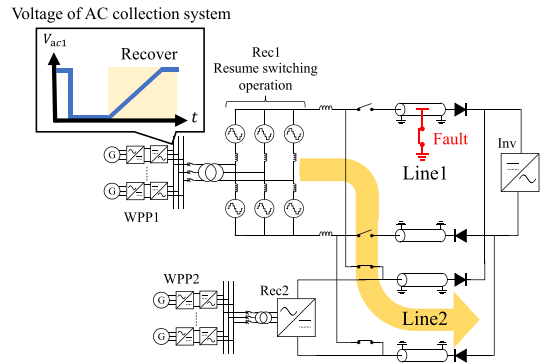 Voltage of AC collection system
Vac1
Recover
t
Rec1
Resume switching
operation
Fault
Inv
Line1
G
G
WPP1
WPP2
Rec2
G
G
Line2